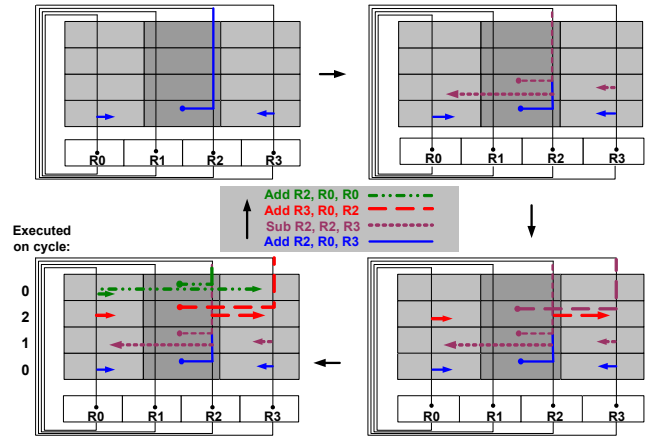 R0 R1 R2 R3
R0 R1 R2 R3
Add R2, R0, R0
Add R3, R0, R2
Sub R2, R2, R3
Add R2, R0, R3
Executed
on cycle:
0
2
1
0
R0 R1 R2 R3
R0 R1 R2 R3